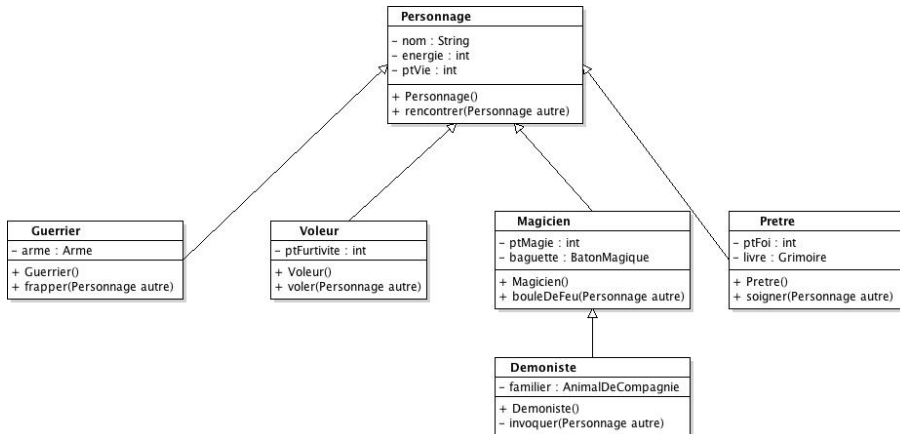 Personnage
- nom : String
- energie : int
- ptVie : int
+ Personnage()
+ rencontrer(Personnage autre)
Guerrier
- arme : Arme
+ Guerrier()
+ frapper(Personnage autre)
Voleur
- ptFurtivite : int
+ Voleur()
+ voler(Personnage autre)
Magicien
- ptMagie : int
- baguette : BatonMagique
+ Magicien()
+ bouleDeFeu(Personnage autre)
Pretre
- ptFoi : int
- livre : Grimoire
+ Pretre()
+ soigner(Personnage autre)
Demoniste
- familier : AnimalDeCompagnie
+ Demoniste()
- invoquer(Personnage autre)